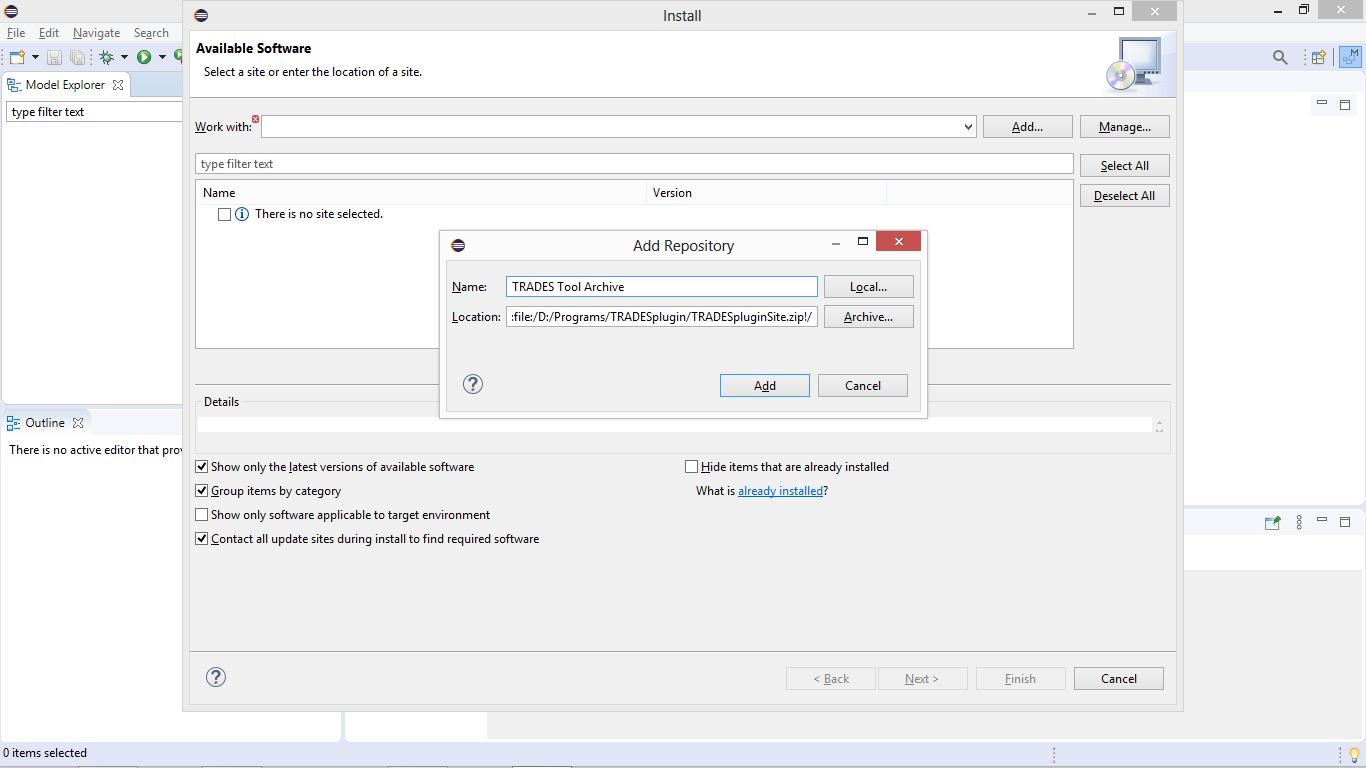 Install
File Edit Navigate Search
Available Software
Select a site or enter the location of a site.
Model Explorer
type filter text
Work with:
Add...
Manage...
type filter text
Select All
Name Version
Deselect All
There is no site selected.
Add Repository
Name: TRADES Tool Archive Local...
Location: :file:/D:/Programs/TRADESplugin/TRADESpluginSite.zip!/ Archive...
Add Cancel
Details
Outline
There is no active editor that prov
Show only the latest versions of available software
Hide items that are already installed
Group items by category
What is already installed?
Show only software applicable to target environment
Contact all update sites during install to find required software
< Back Next > Finish Cancel
0 items selected